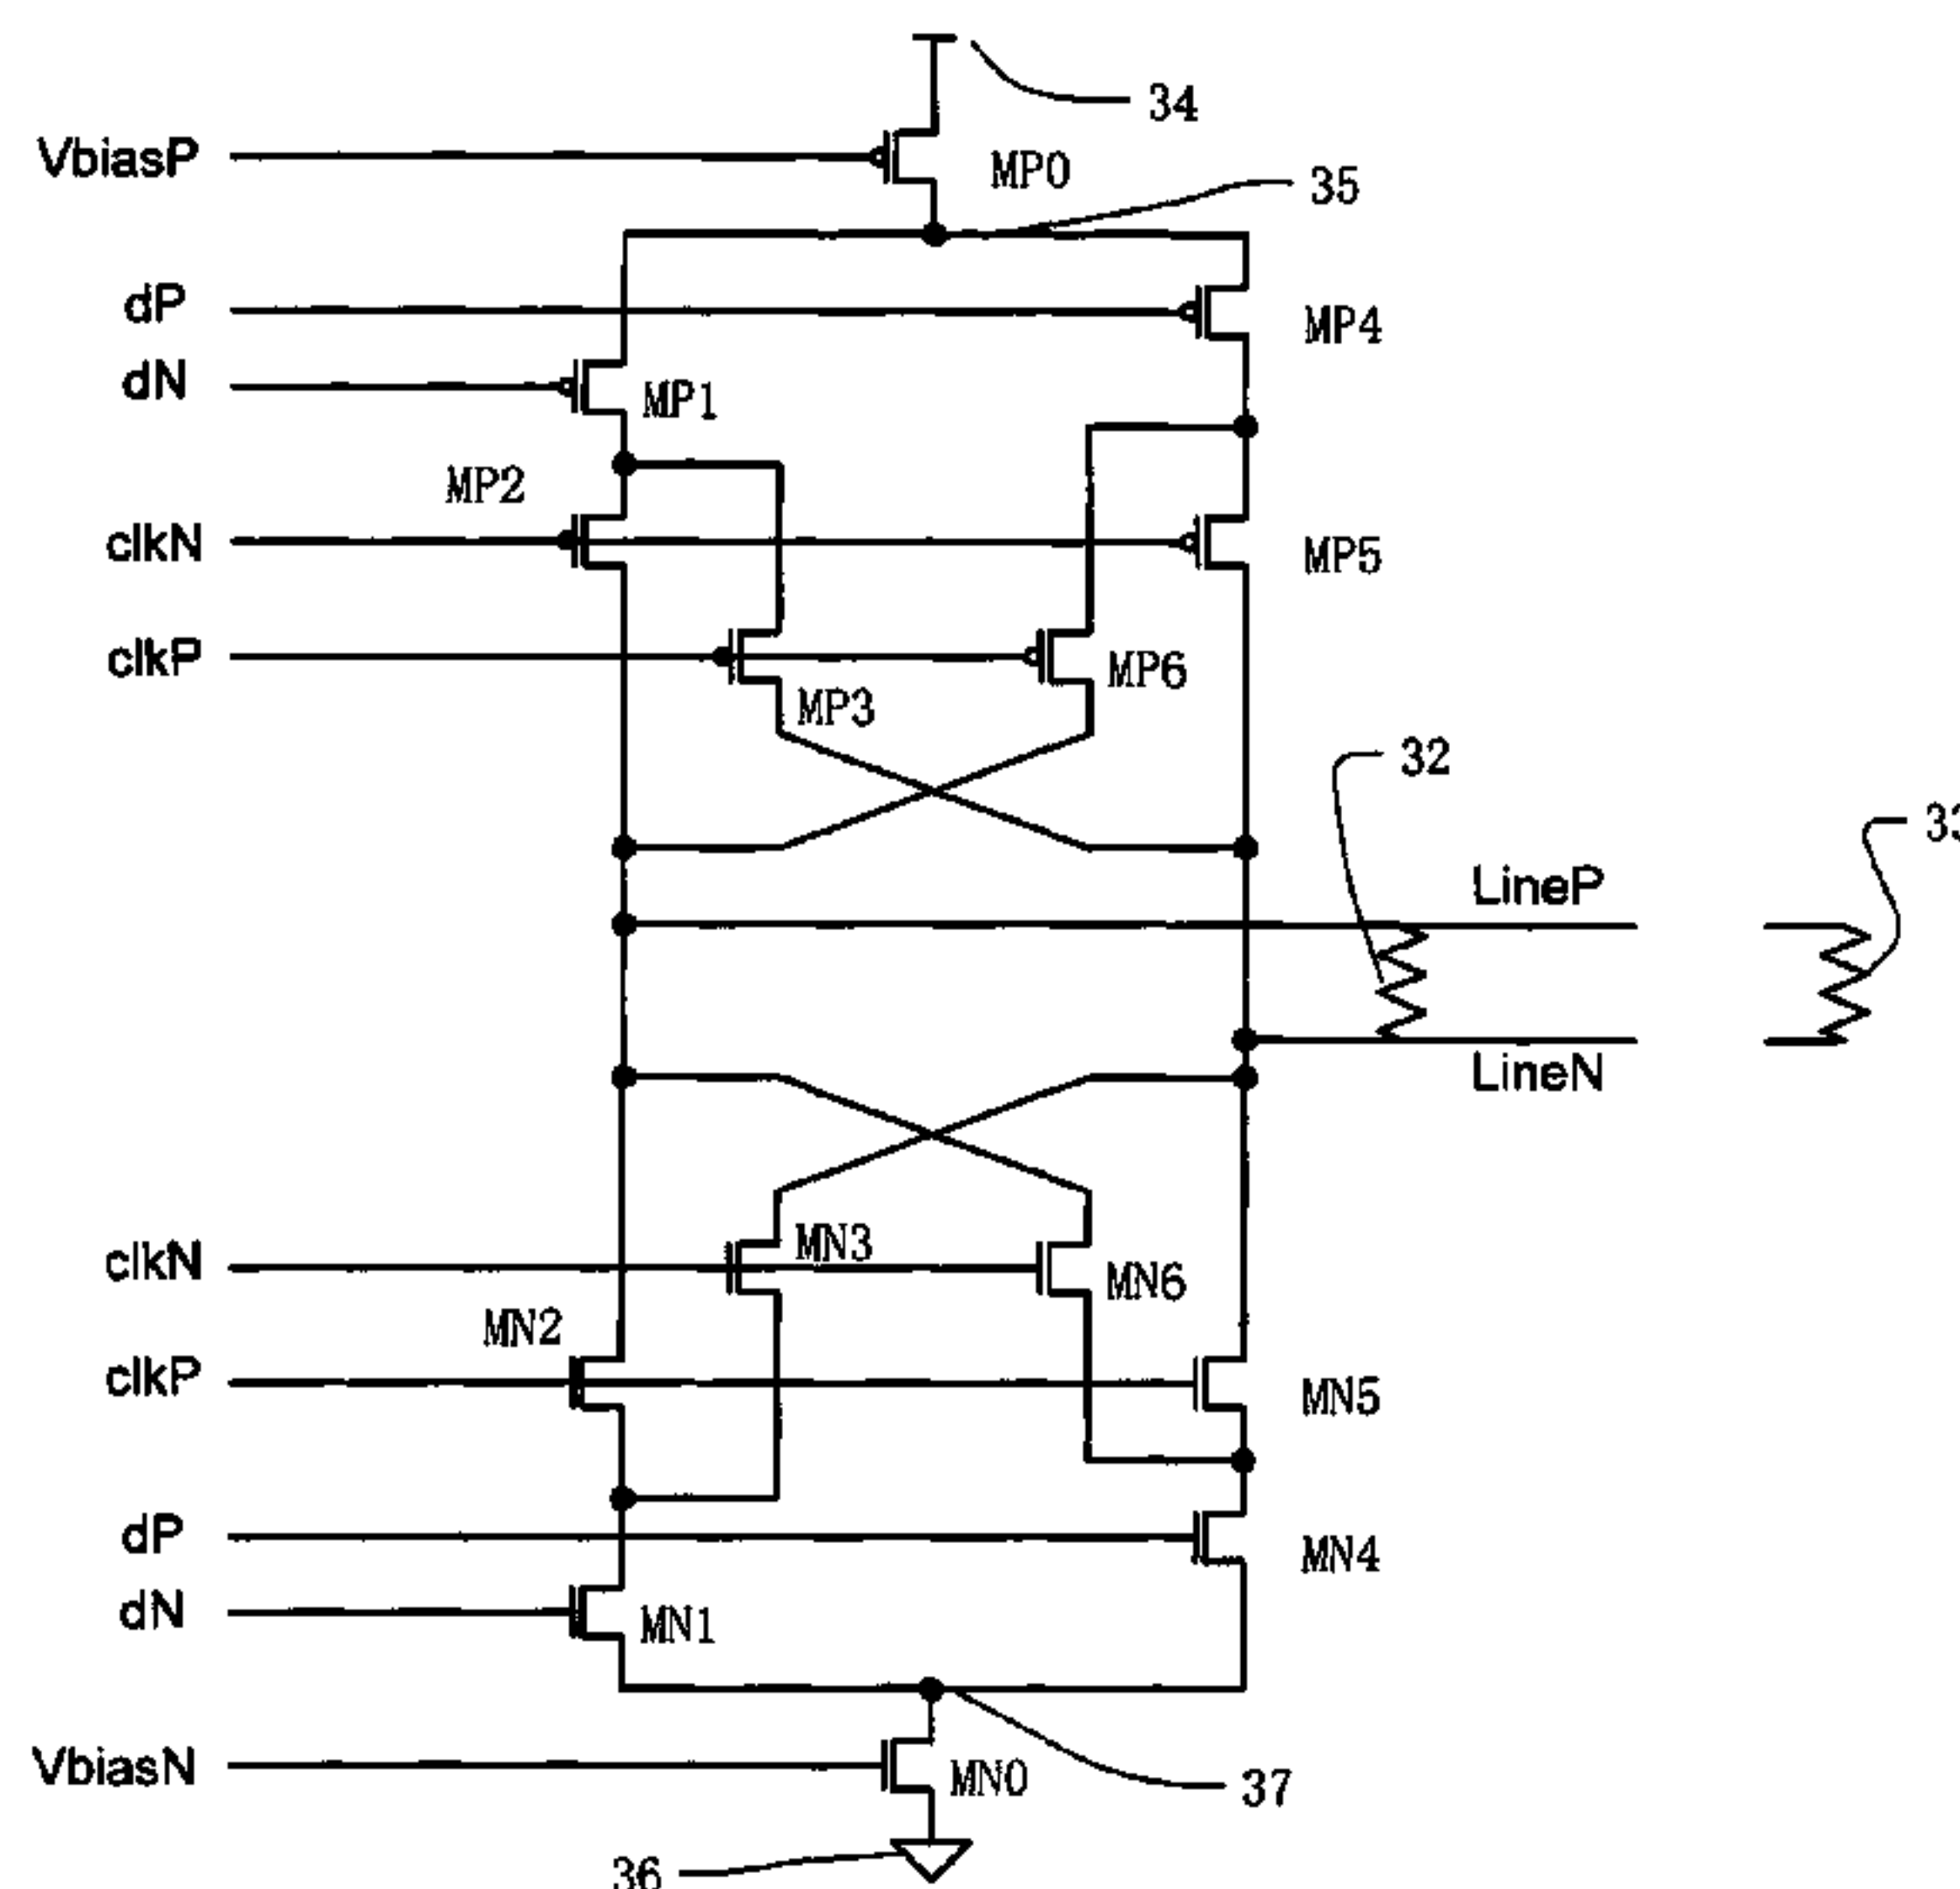 34
VbiasP
MP0
35
dP
MP4
dN
MP1
MP2
clkN
MP5
clkP
MP6
MP3
32
33
LineP
LineN
clkN
MN3
MN6
MN2
clkP
MN5
dP
MN4
dN
MN1
VbiasN
MN0
37
36